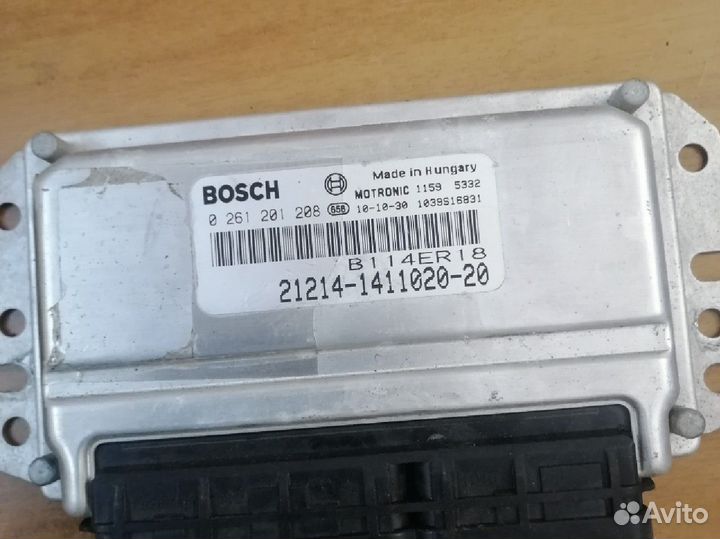 BOSCH
Made in Hungary
MOTRONIC 1159 5332
0 261 201 208 658 10-10-30 1039S16831
B114ER18
21214-1411020-20
Avito